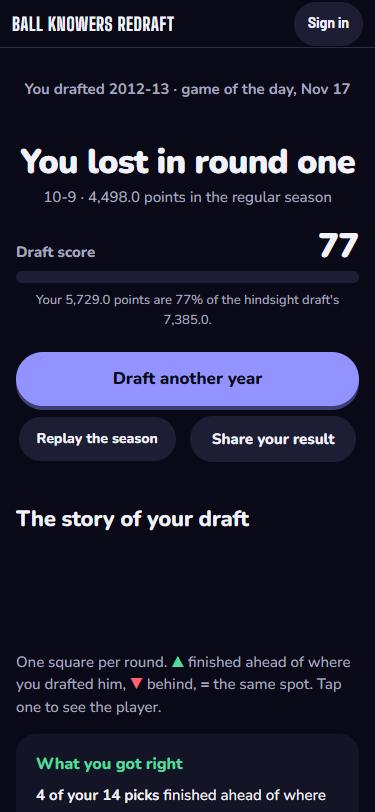 BALL KNOWERS REDRAFT
Sign in
You drafted 2012-13 · game of the day, Nov 17
You lost in round one
10-9 · 4,498.0 points in the regular season
Draft score
77
Your 5,729.0 points are 77% of the hindsight draft's
7,385.0.
Draft another year
Replay the season
Share your result
The story of your draft
One square per round. ▲ finished ahead of where
you drafted him, ▼ behind, = the same spot. Tap
one to see the player.
What you got right
4 of your 14 picks finished ahead of where